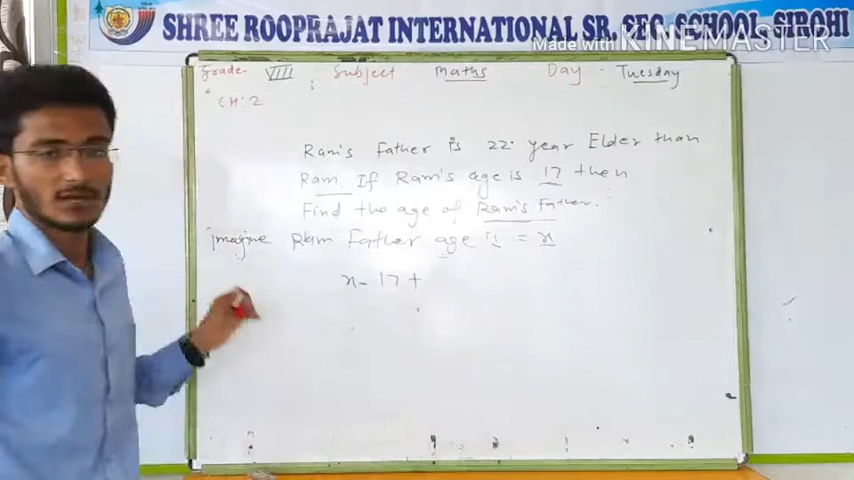 SHREE ROOPRAJAT INTERNATIONAL SR. SEC. SCHOOL SIROHI
Made with KINEMASTER
Grade- VIII : Subject Maths Day : Tuesday
CH:2
Ram's Father is 22 year Elder than
Ram If Ram's age is 17 then
Find the age of Ram's Father.
Imagine Ram Father age is = x
x - 17 +